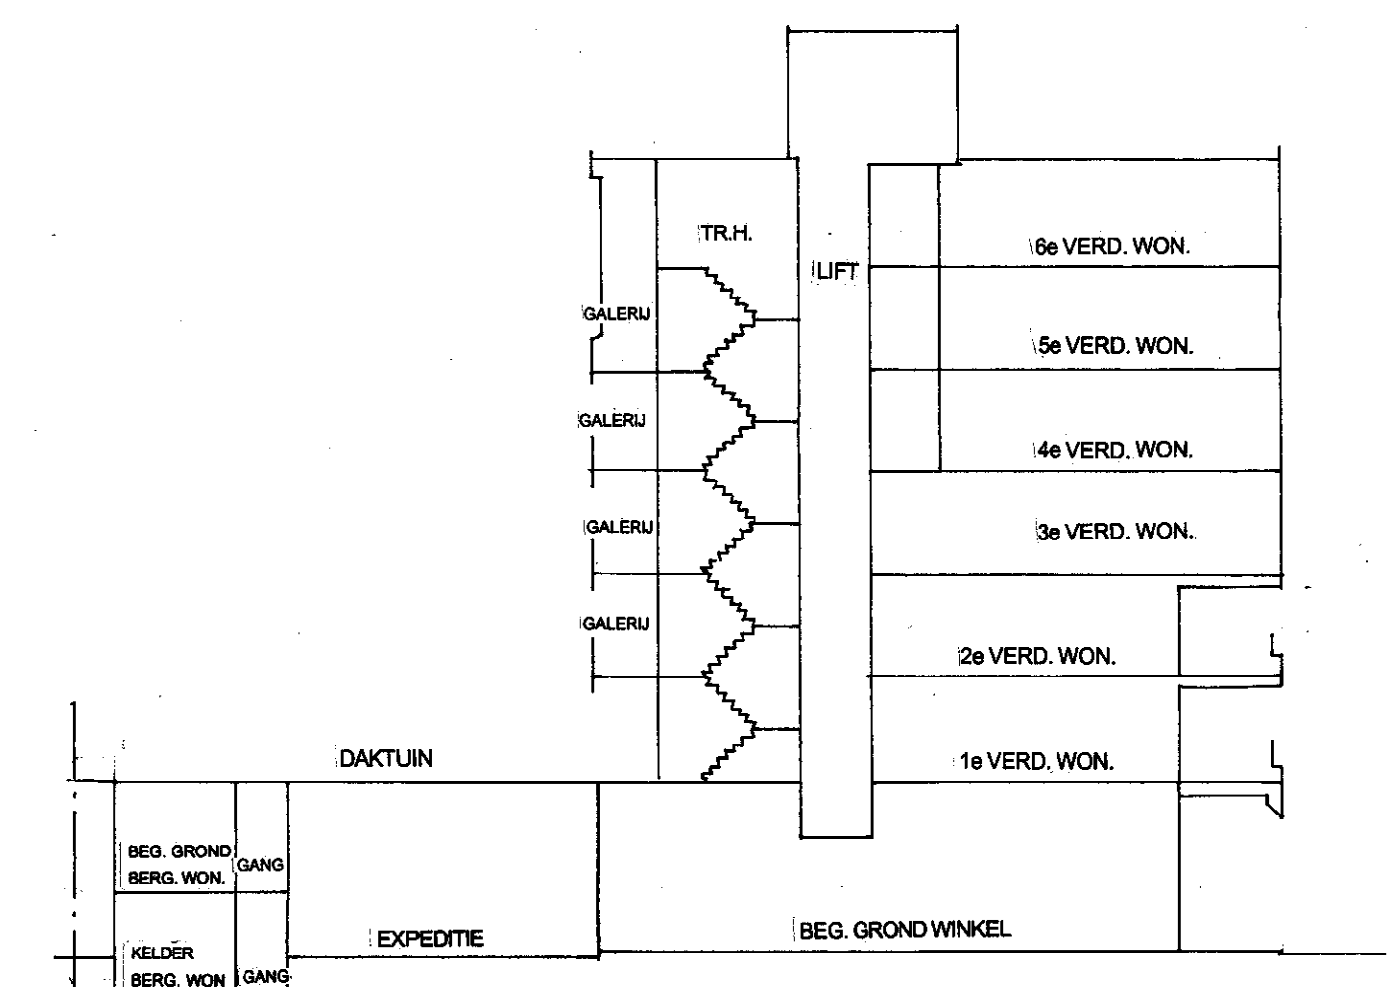 TR.H.
6e VERD. WON.
LIFT
GALERIJ
5e VERD. WON.
GALERIJ
4e VERD. WON.
GALERIJ
3e VERD. WON.
GALERIJ
2e VERD. WON.
DAKTUIN
1e VERD. WON.
BEG. GROND
BERG. WON.
GANG
EXPEDITIE
BEG. GROND WINKEL
KELDER
BERG. WON
GANG